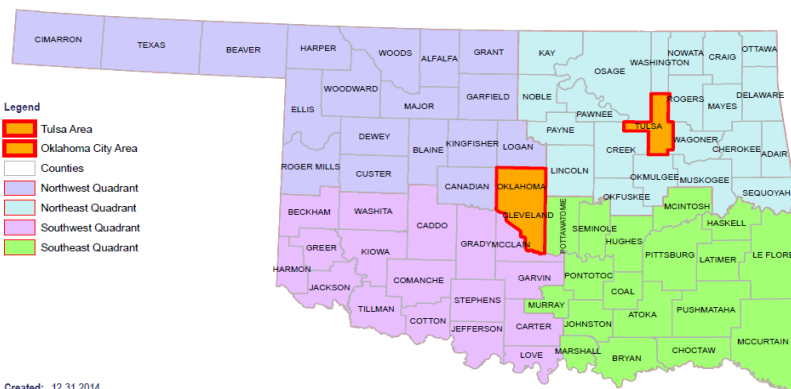 CIMARRON
TEXAS
BEAVER
HARPER
WOODS
ALFALFA
GRANT
KAY
OSAGE
WASHINGTON
NOWATA
CRAIG
OTTAWA
WOODWARD
ELLIS
MAJOR
GARFIELD
NOBLE
PAWNEE
ROGERS
MAYES
DELAWARE
Legend
Tulsa Area
Oklahoma City Area
Counties
Northwest Quadrant
Northeast Quadrant
Southwest Quadrant
Southeast Quadrant
DEWEY
BLAINE
KINGFISHER
LOGAN
PAYNE
TULSA
CREEK
WAGONER
CHEROKEE
ADAIR
ROGER MILLS
CUSTER
CANADIAN
OKLAHOMA
LINCOLN
OKMULGEE
MUSKOGEE
OKFUSKEE
SEQUOYAH
BECKHAM
WASHITA
CADDO
CLEVELAND
POTTAWATOME
SEMINOLE
MCINTOSH
HASKELL
GREER
KIOWA
GRADY
MCCLAIN
HUGHES
PITTSBURG
LATIMER
LE FLORE
HARMON
JACKSON
COMANCHE
GARVIN
PONTOTOC
COAL
TILLMAN
COTTON
STEPHENS
MURRAY
ATOKA
PUSHMATAHA
JEFFERSON
CARTER
JOHNSTON
MCCURTAIN
LOVE
MARSHALL
BRYAN
CHOCTAW
Created: 12.31.2014